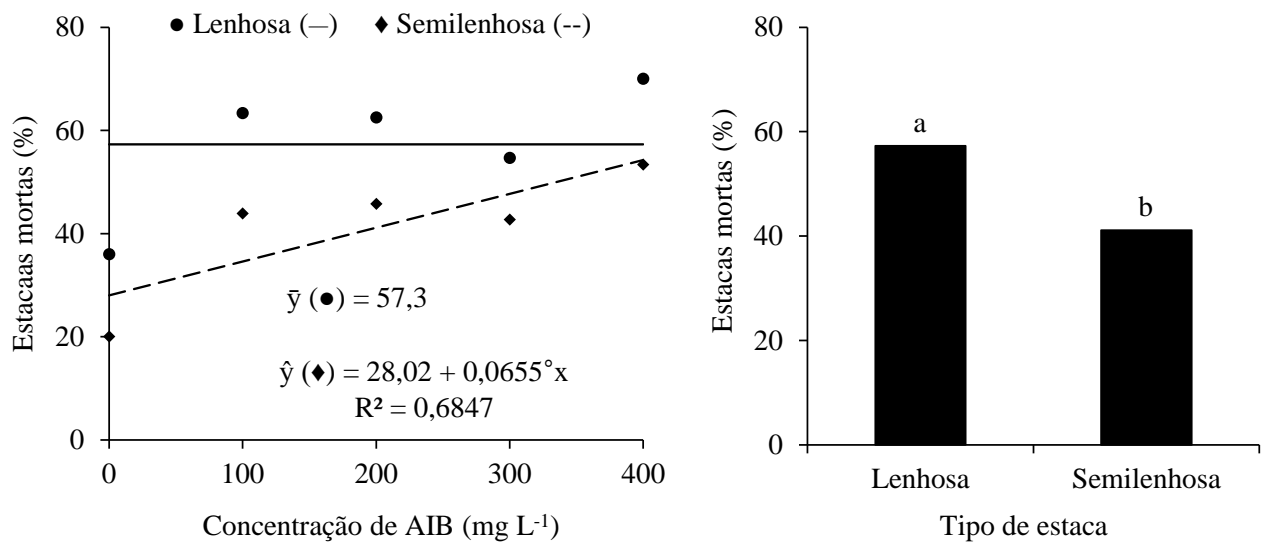 ● Lenhosa (—) ♦ Semilenhosa (--)
Estacaas mortas (%)
80
60
40
20
0
ȳ (●) = 57,3
ŷ (♦) = 28,02 + 0,0655°x
R² = 0,6847
0 100 200 300 400
Concentração de AIB (mg L⁻¹)
Estacas mortas (%)
80
60
40
20
0
a
b
Lenhosa Semilenhosa
Tipo de estaca